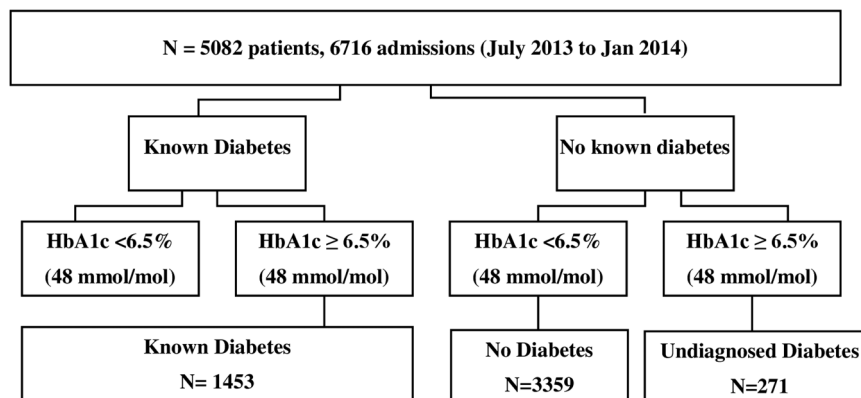 N = 5082 patients, 6716 admissions (July 2013 to Jan 2014)
Known Diabetes
No known diabetes
HbA1c <6.5%
(48 mmol/mol)
HbA1c ≥ 6.5%
(48 mmol/mol)
HbA1c <6.5%
(48 mmol/mol)
HbA1c ≥ 6.5%
(48 mmol/mol)
Known Diabetes
N= 1453
No Diabetes
N=3359
Undiagnosed Diabetes
N=271